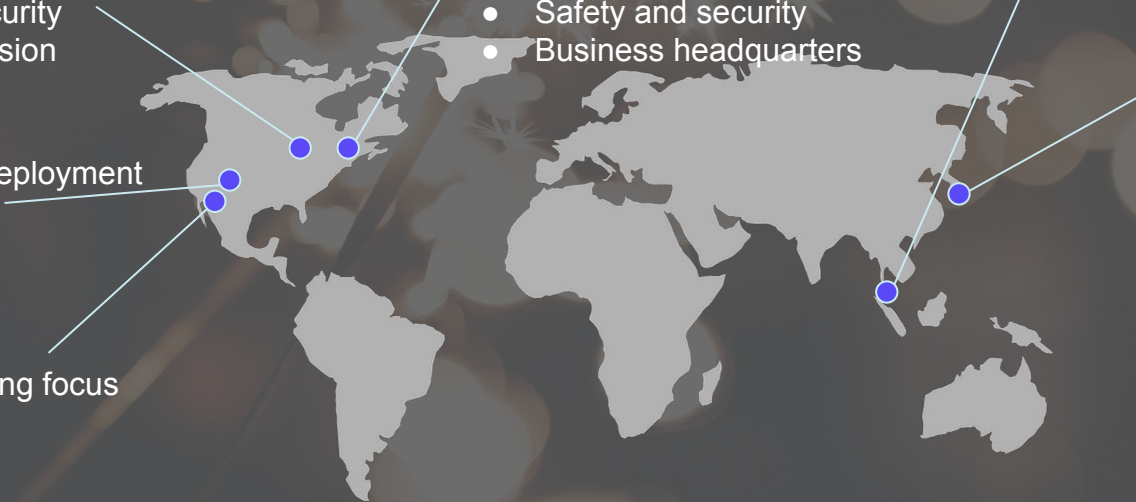 curity
sion
● Safety and security
● Business headquarters
eployment
ng focus